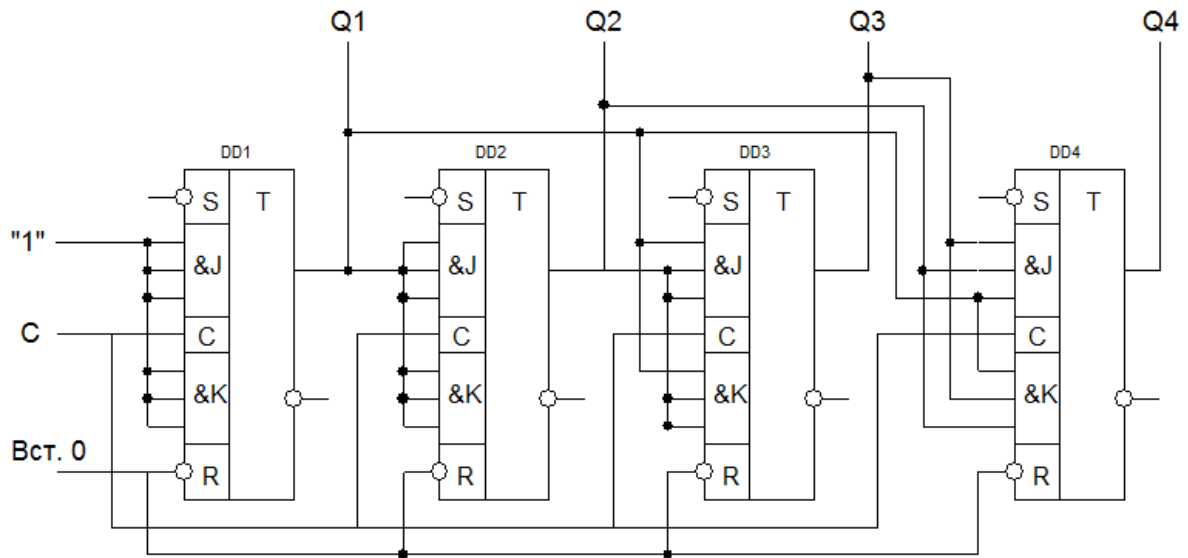 Q1 Q2 Q3 Q4
DD1 DD2 DD3 DD4
S T S T S T S T
"1"
&J &J &J &J
C
C C C C
&K &K &K &K
Вст. 0
R R R R